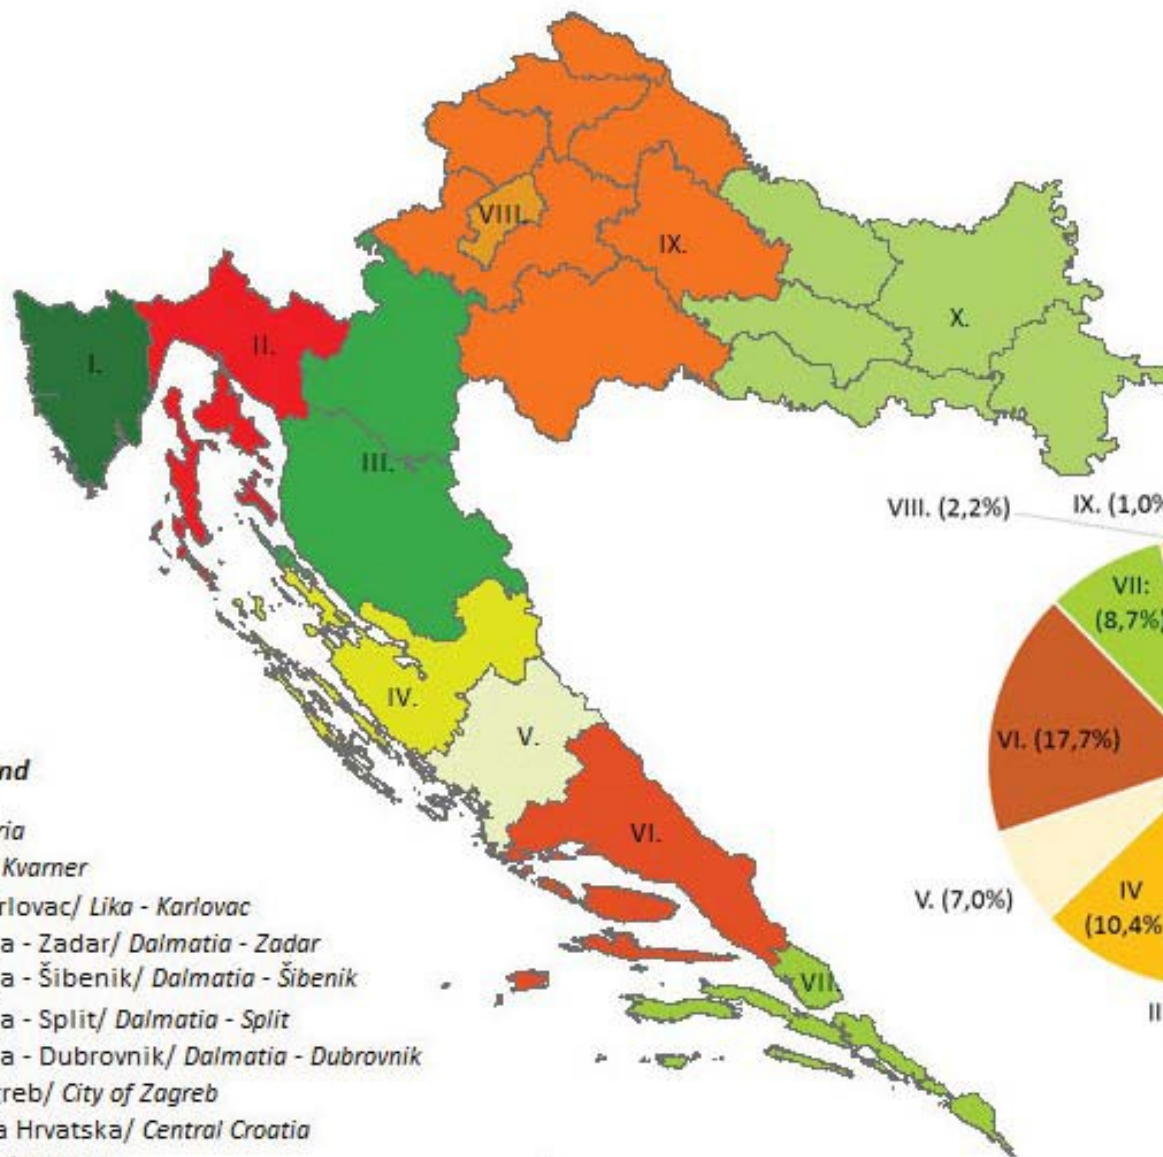 VIII.
IX.
X.
I.
II.
III.
IV.
V.
VI.
VII.
VIII. (2,2%)
IX. (1,0%
VII:
(8,7%)
VI. (17,7%)
V. (7,0%)
IV
(10,4%
II
nd
ria
Kvarner
rlovac/ Lika - Karlovac
a - Zadar/ Dalmatia - Zadar
a - Šibenik/ Dalmatia - Šibenik
a - Split/ Dalmatia - Split
a - Dubrovnik/ Dalmatia - Dubrovnik
greb/ City of Zagreb
a Hrvatska/ Central Croatia